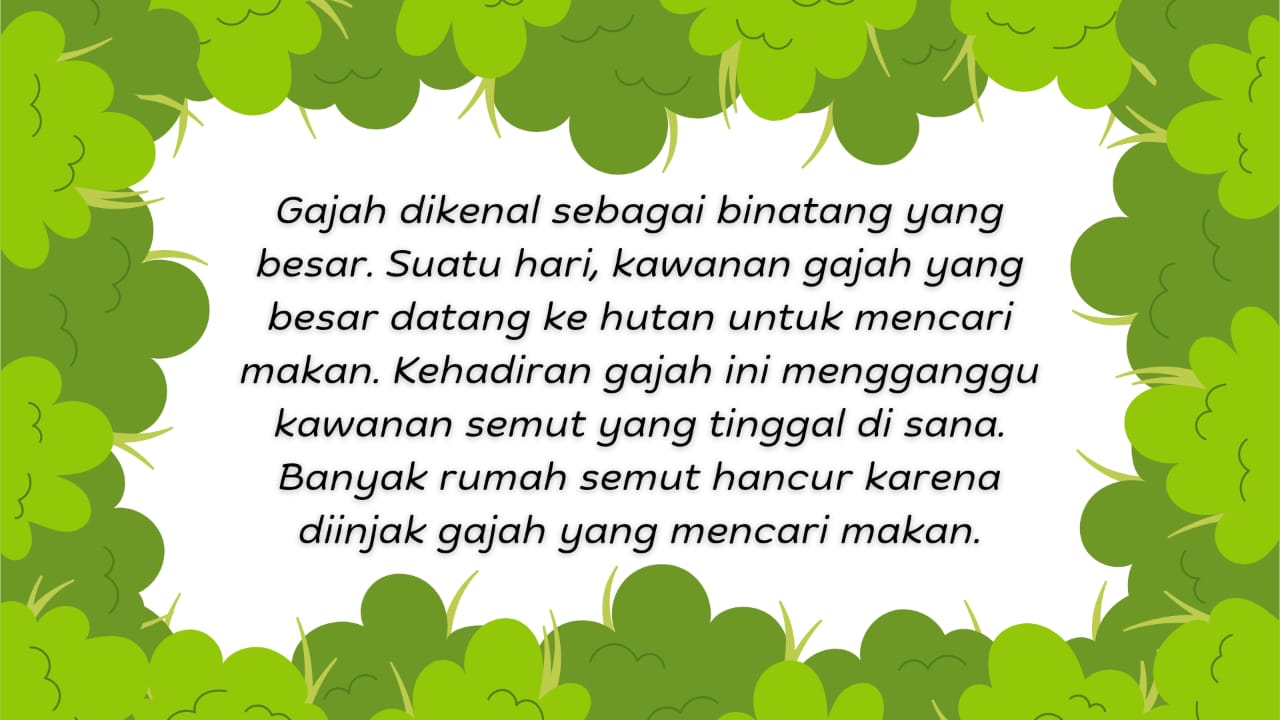 Gajah dikenal sebagai binatang yang
besar. Suatu hari, kawanan gajah yang
besar datang ke hutan untuk mencari
makan. Kehadiran gajah ini mengganggu
kawanan semut yang tinggal di sana.
Banyak rumah semut hancur karena
diinjak gajah yang mencari makan.